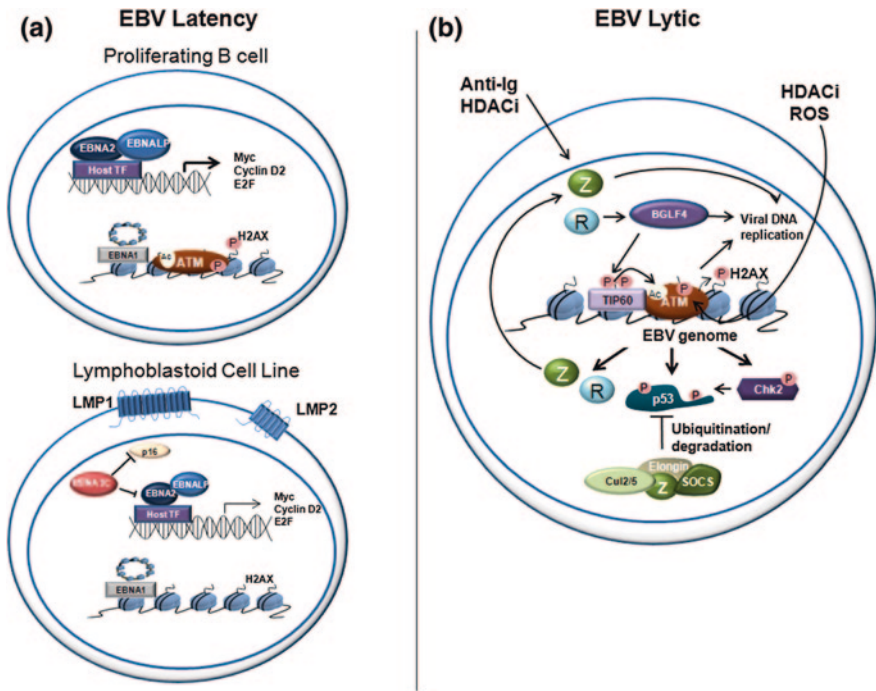 EBV Latency
(a)
Proliferating B cell
EBNA2
EBNALP
Host TF
Myc
Cyclin D2
E2F
EBNA1
Ac
ATM
P
P
H2AX
Lymphoblastoid Cell Line
LMP1
LMP2
p16
EBNA2
EBNALP
Host TF
Myc
Cyclin D2
E2F
EBNA1
H2AX
EBV Lytic
(b)
Anti-Ig
HDACi
HDACi
ROS
Z
R
BGLF4
Viral DNA
replication
P P
TIP60
Ac
ATM
P
P
H2AX
EBV genome
Z
R
P
p53
P
Chk2
P
Ubiquitination/
degradation
Cul2/5
Elongin
Z
SOCS